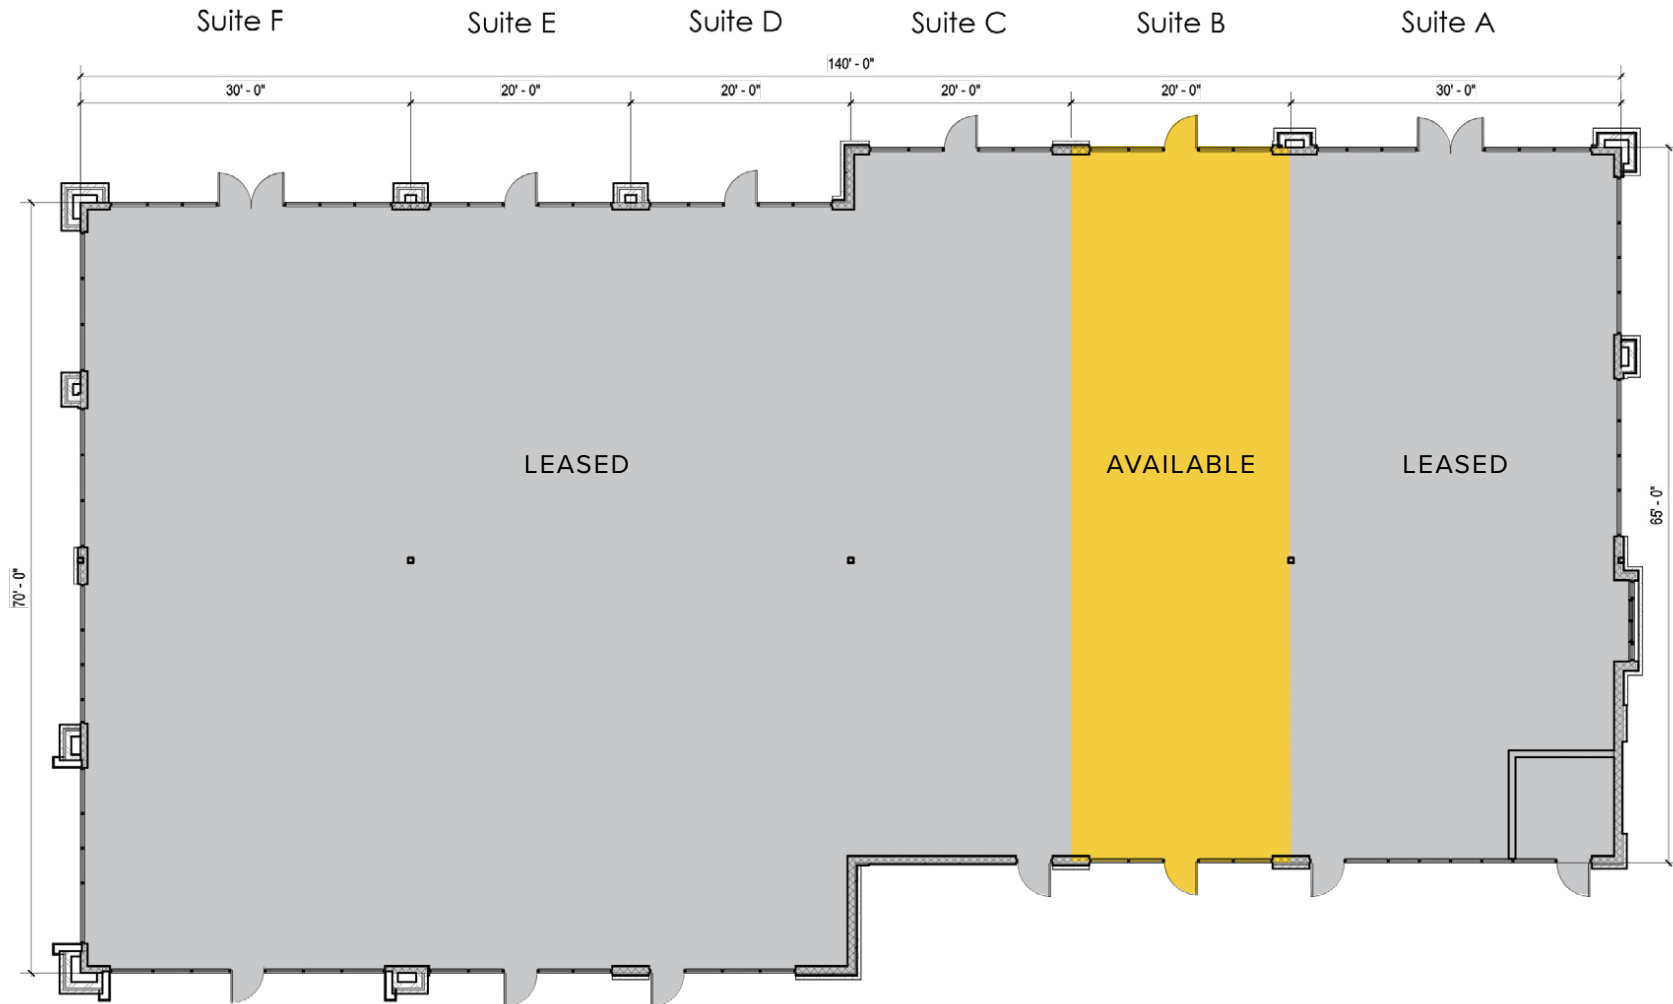 Suite F Suite E Suite D Suite C Suite B Suite A
140' - 0"
30' - 0" 20' - 0" 20' - 0" 20' - 0" 20' - 0" 30' - 0"
LEASED AVAILABLE LEASED
65' - 0"
70' - 0"